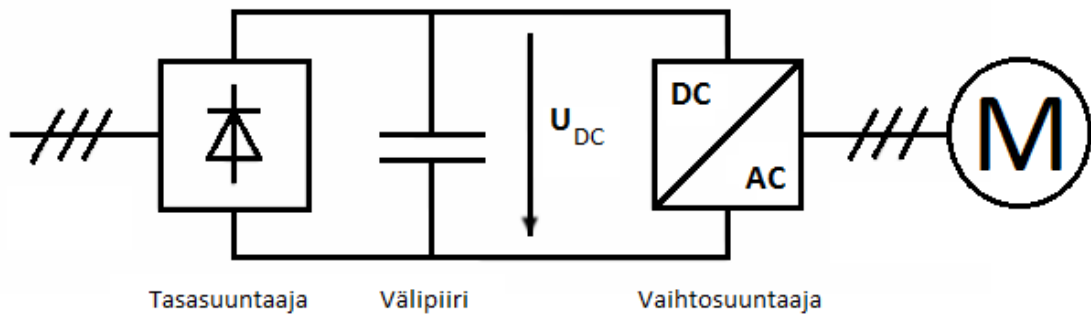 DC
AC
U DC
M
Tasasuuntaaja
Välipiiri
Vaihtosuuntaaja